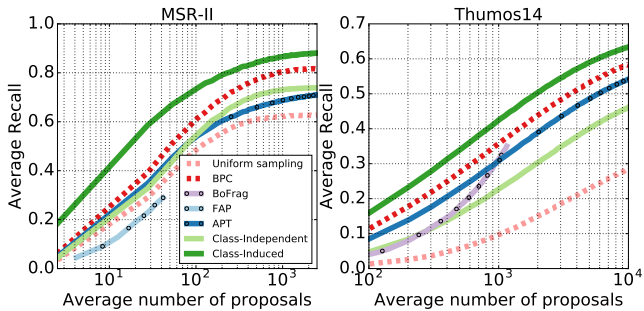 MSR-II
Average Recall
1.0
0.8
0.6
0.4
0.2
0.0
10^1
10^2
10^3
Average number of proposals
Uniform sampling
BPC
BoFrag
FAP
APT
Class-Independent
Class-Induced
Thumos14
Average Recall
0.7
0.6
0.5
0.4
0.3
0.2
0.1
0.0
10^2
10^3
10^4
Average number of proposals